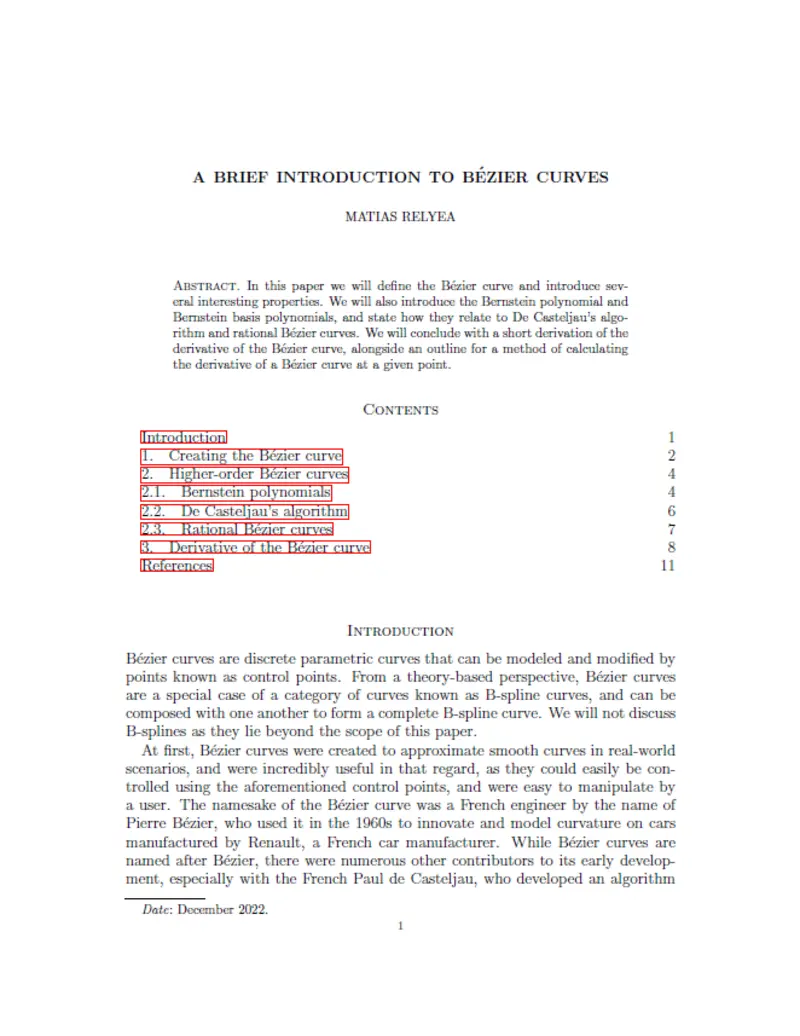 A BRIEF INTRODUCTION TO BÉZIER CURVES
MATIAS RELYEA
Abstract. In this paper we will define the Bézier curve and introduce sev-
eral interesting properties. We will also introduce the Bernstein polynomial and
Bernstein basis polynomials, and state how they relate to De Casteljau's algo-
rithm and rational Bézier curves. We will conclude with a short derivation of the
derivative of the Bézier curve, alongside an outline for a method of calculating
the derivative of a Bézier curve at a given point.
Contents
Introduction 1
1. Creating the Bézier curve 2
2. Higher-order Bézier curves 4
2.1. Bernstein polynomials 4
2.2. De Casteljau's algorithm 6
2.3. Rational Bézier curves 7
3. Derivative of the Bézier curve 8
References 11
Introduction
Bézier curves are discrete parametric curves that can be modeled and modified by
points known as control points. From a theory-based perspective, Bézier curves
are a special case of a category of curves known as B-spline curves, and can be
composed with one another to form a complete B-spline curve. We will not discuss
B-splines as they lie beyond the scope of this paper.
At first, Bézier curves were created to approximate smooth curves in real-world
scenarios, and were incredibly useful in that regard, as they could easily be con-
trolled using the aforementioned control points, and were easy to manipulate by
a user. The namesake of the Bézier curve was a French engineer by the name of
Pierre Bézier, who used it in the 1960s to innovate and model curvature on cars
manufactured by Renault, a French car manufacturer. While Bézier curves are
named after Bézier, there were numerous other contributors to its early develop-
ment, especially with the French Paul de Casteljau, who developed an algorithm
Date: December 2022.
1